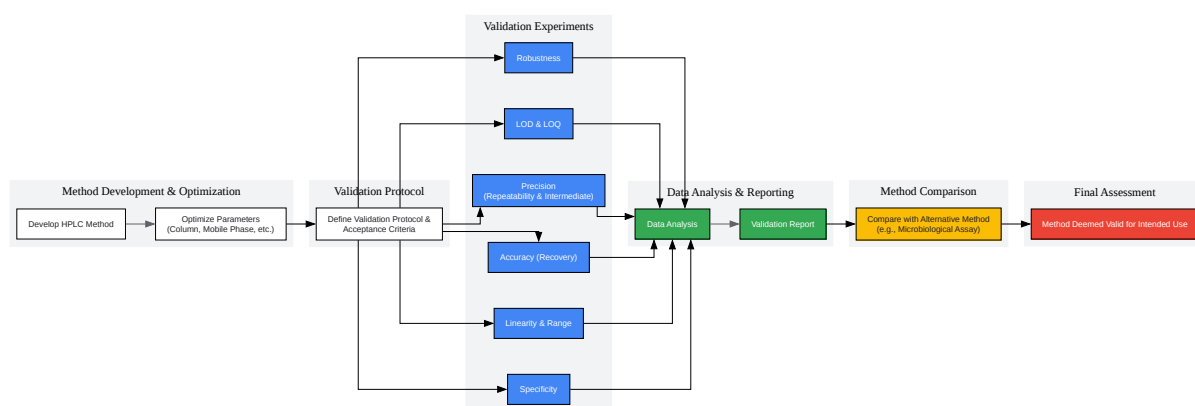 Validation Experiments
Robustness
LOD & LOQ
Method Development & Optimization
Develop HPLC Method
Optimize Parameters
(Column, Mobile Phase, etc.)
Validation Protocol
Define Validation Protocol &
Acceptance Criteria
Precision
(Repeatability & Intermediate)
Accuracy (Recovery)
Linearity & Range
Specificity
Data Analysis & Reporting
Data Analysis
Validation Report
Method Comparison
Compare with Alternative Method
(e.g., Microbiological Assay)
Final Assessment
Method Deemed Valid for Intended Use